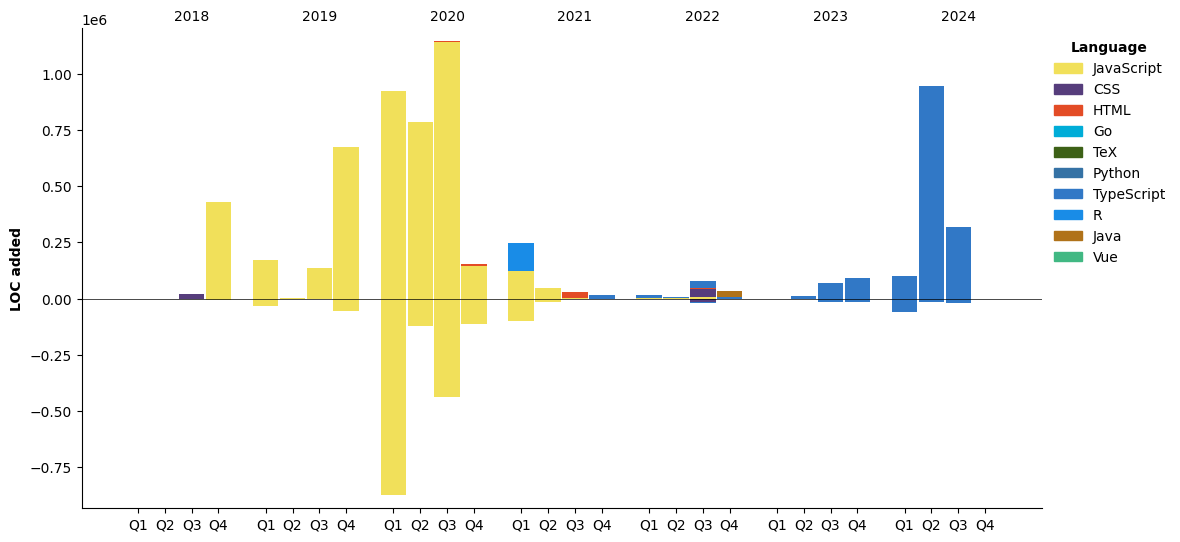 2018 2019 2020 2021 2022 2023 2024
1e6
Language
JavaScript
CSS
HTML
Go
TeX
Python
TypeScript
R
Java
Vue
LOC added
1.00
0.75
0.50
0.25
0.00
−0.25
−0.50
−0.75
Q1 Q2 Q3 Q4 Q1 Q2 Q3 Q4 Q1 Q2 Q3 Q4 Q1 Q2 Q3 Q4 Q1 Q2 Q3 Q4 Q1 Q2 Q3 Q4 Q1 Q2 Q3 Q4